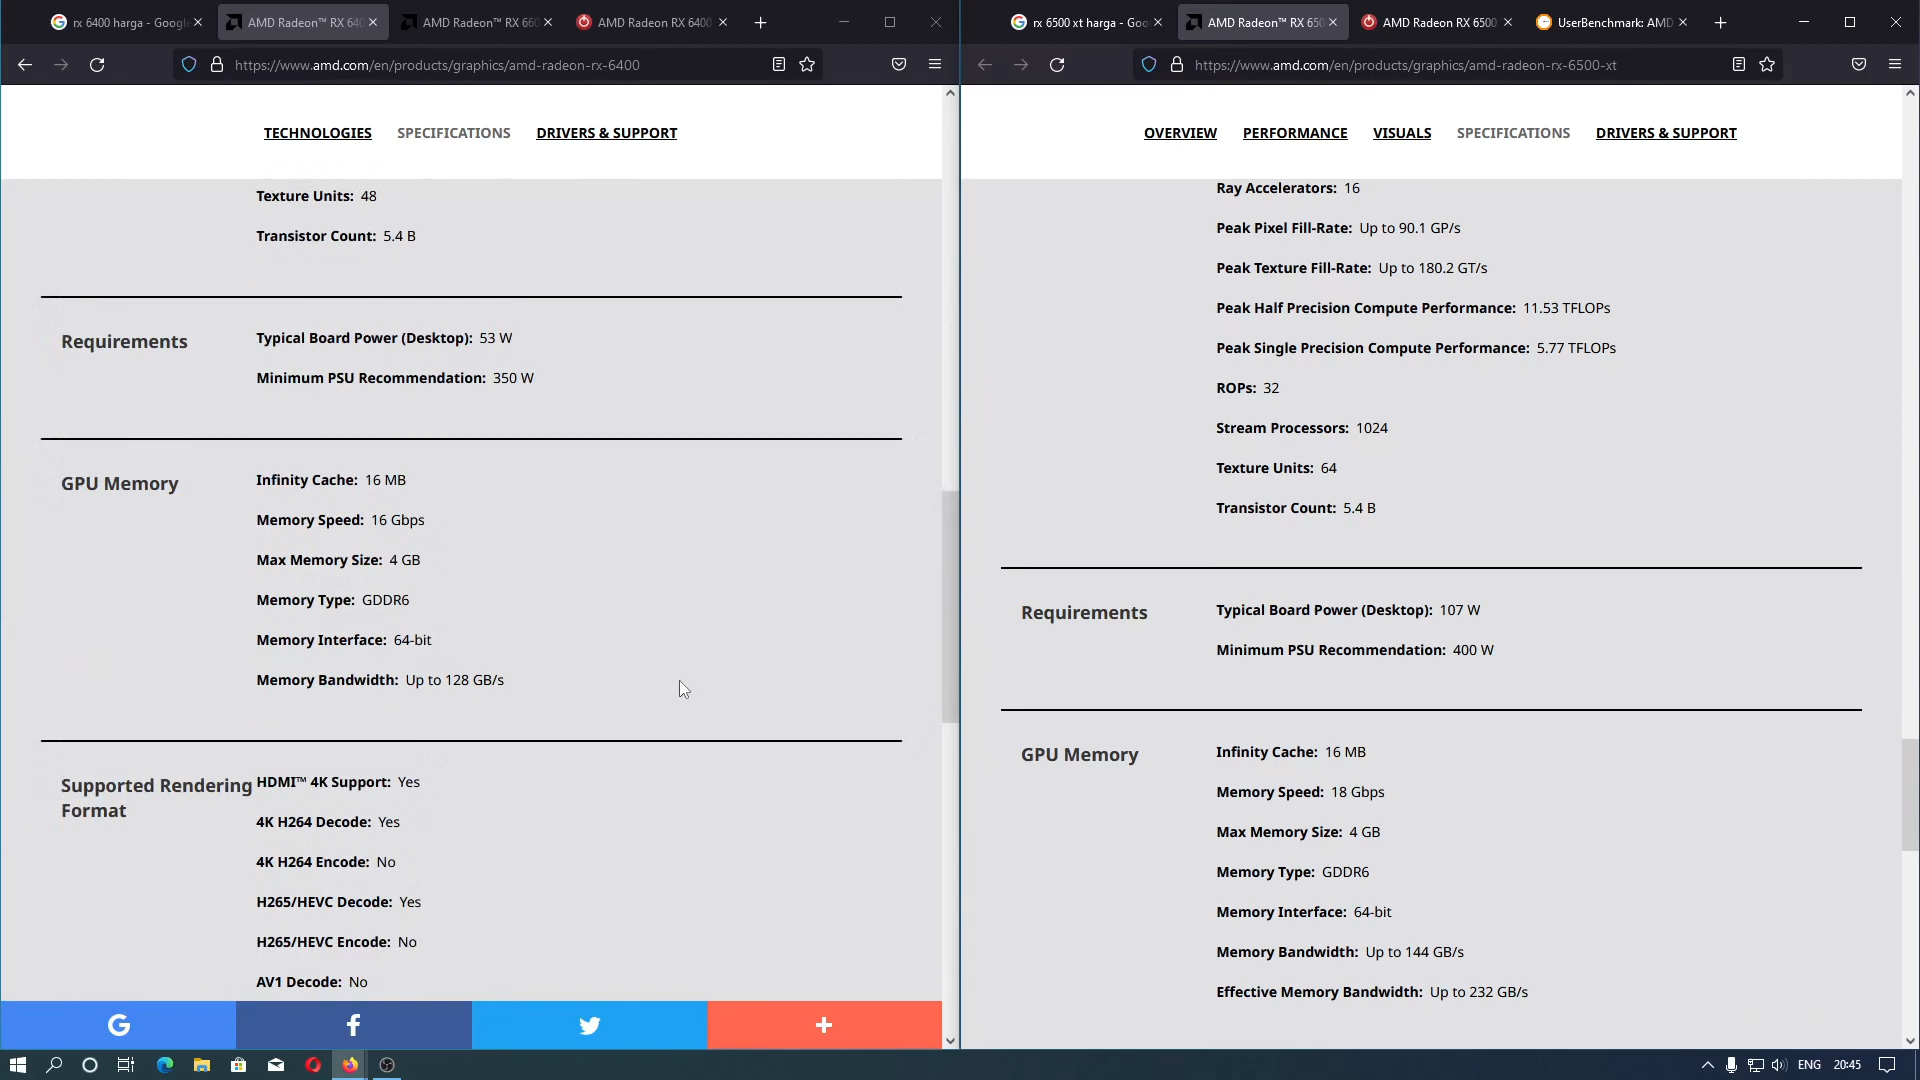 rx 6400 harga - Googl
AMD Radeon™ RX 640
AMD Radeon™ RX 660
AMD Radeon RX 6400
https://www.amd.com/en/products/graphics/amd-radeon-rx-6400
TECHNOLOGIES
SPECIFICATIONS
DRIVERS & SUPPORT
Texture Units: 48
Transistor Count: 5.4 B
Requirements
Typical Board Power (Desktop): 53 W
Minimum PSU Recommendation: 350 W
GPU Memory
Infinity Cache: 16 MB
Memory Speed: 16 Gbps
Max Memory Size: 4 GB
Memory Type: GDDR6
Memory Interface: 64-bit
Memory Bandwidth: Up to 128 GB/s
Supported Rendering
Format
HDMI™ 4K Support: Yes
4K H264 Decode: Yes
4K H264 Encode: No
H265/HEVC Decode: Yes
H265/HEVC Encode: No
AV1 Decode: No
rx 6500 xt harga - Goo
AMD Radeon™ RX 650
AMD Radeon RX 6500
UserBenchmark: AMD
https://www.amd.com/en/products/graphics/amd-radeon-rx-6500-xt
OVERVIEW
PERFORMANCE
VISUALS
SPECIFICATIONS
DRIVERS & SUPPORT
Ray Accelerators: 16
Peak Pixel Fill-Rate: Up to 90.1 GP/s
Peak Texture Fill-Rate: Up to 180.2 GT/s
Peak Half Precision Compute Performance: 11.53 TFLOPs
Peak Single Precision Compute Performance: 5.77 TFLOPs
ROPs: 32
Stream Processors: 1024
Texture Units: 64
Transistor Count: 5.4 B
Requirements
Typical Board Power (Desktop): 107 W
Minimum PSU Recommendation: 400 W
GPU Memory
Infinity Cache: 16 MB
Memory Speed: 18 Gbps
Max Memory Size: 4 GB
Memory Type: GDDR6
Memory Interface: 64-bit
Memory Bandwidth: Up to 144 GB/s
Effective Memory Bandwidth: Up to 232 GB/s
ENG
20:45